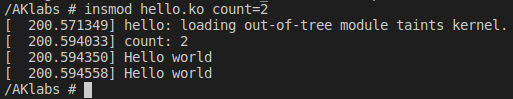 /AKlabs # insmod hello.ko count=2
[  200.571349] hello: loading out-of-tree module taints kernel.
[  200.594033] count: 2
[  200.594350] Hello world
[  200.594558] Hello world
/AKlabs #